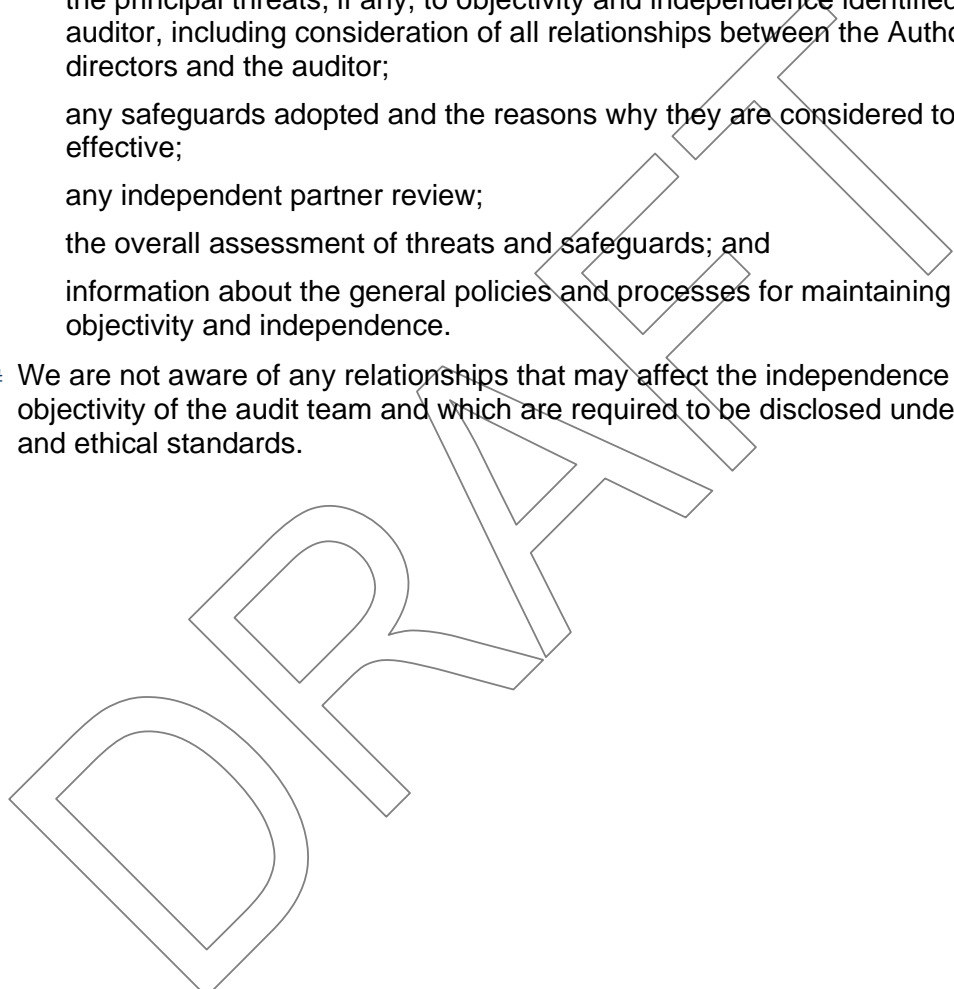 the principal threats, if any, to objectivity and independence identified
auditor, including consideration of all relationships between the Autho
directors and the auditor;
any safeguards adopted and the reasons why they are considered to
effective;
any independent partner review;
the overall assessment of threats and safeguards; and
information about the general policies and processes for maintaining
objectivity and independence.
We are not aware of any relationships that may affect the independence
objectivity of the audit team and which are required to be disclosed unde
and ethical standards.
DRAFT